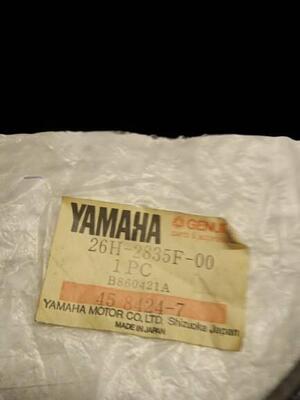 YAMAHA GENUI
26H-2835F-00
1 PC
B860421A
45 8424-7
YAMAHA MOTOR CO., LTD. Shizuoka Japan
MADE IN JAPAN